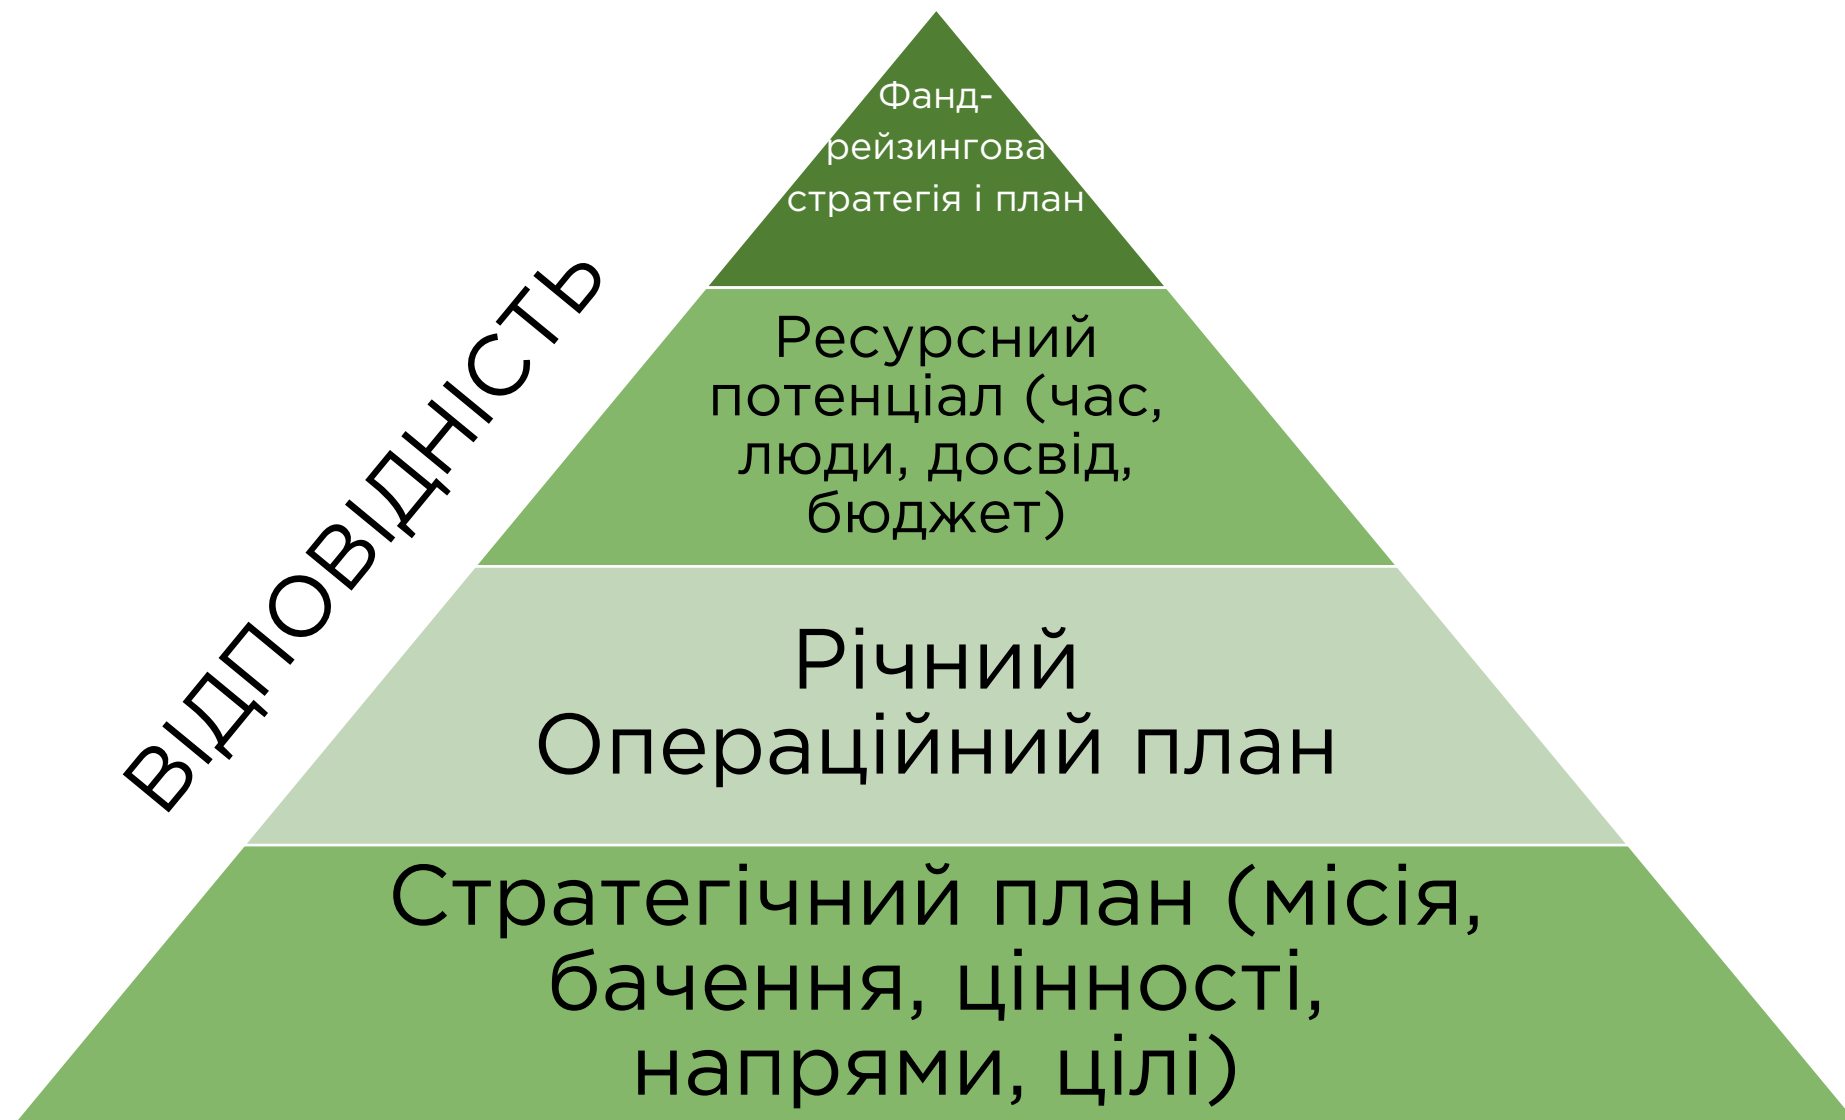 Фанд-
рейзингова
стратегія і план
ВІДПОВІДНІСТЬ
Ресурсний
потенціал (час,
люди, досвід,
бюджет)
Річний
Операційний план
Стратегічний план (місія,
бачення, цінності,
напрями, цілі)